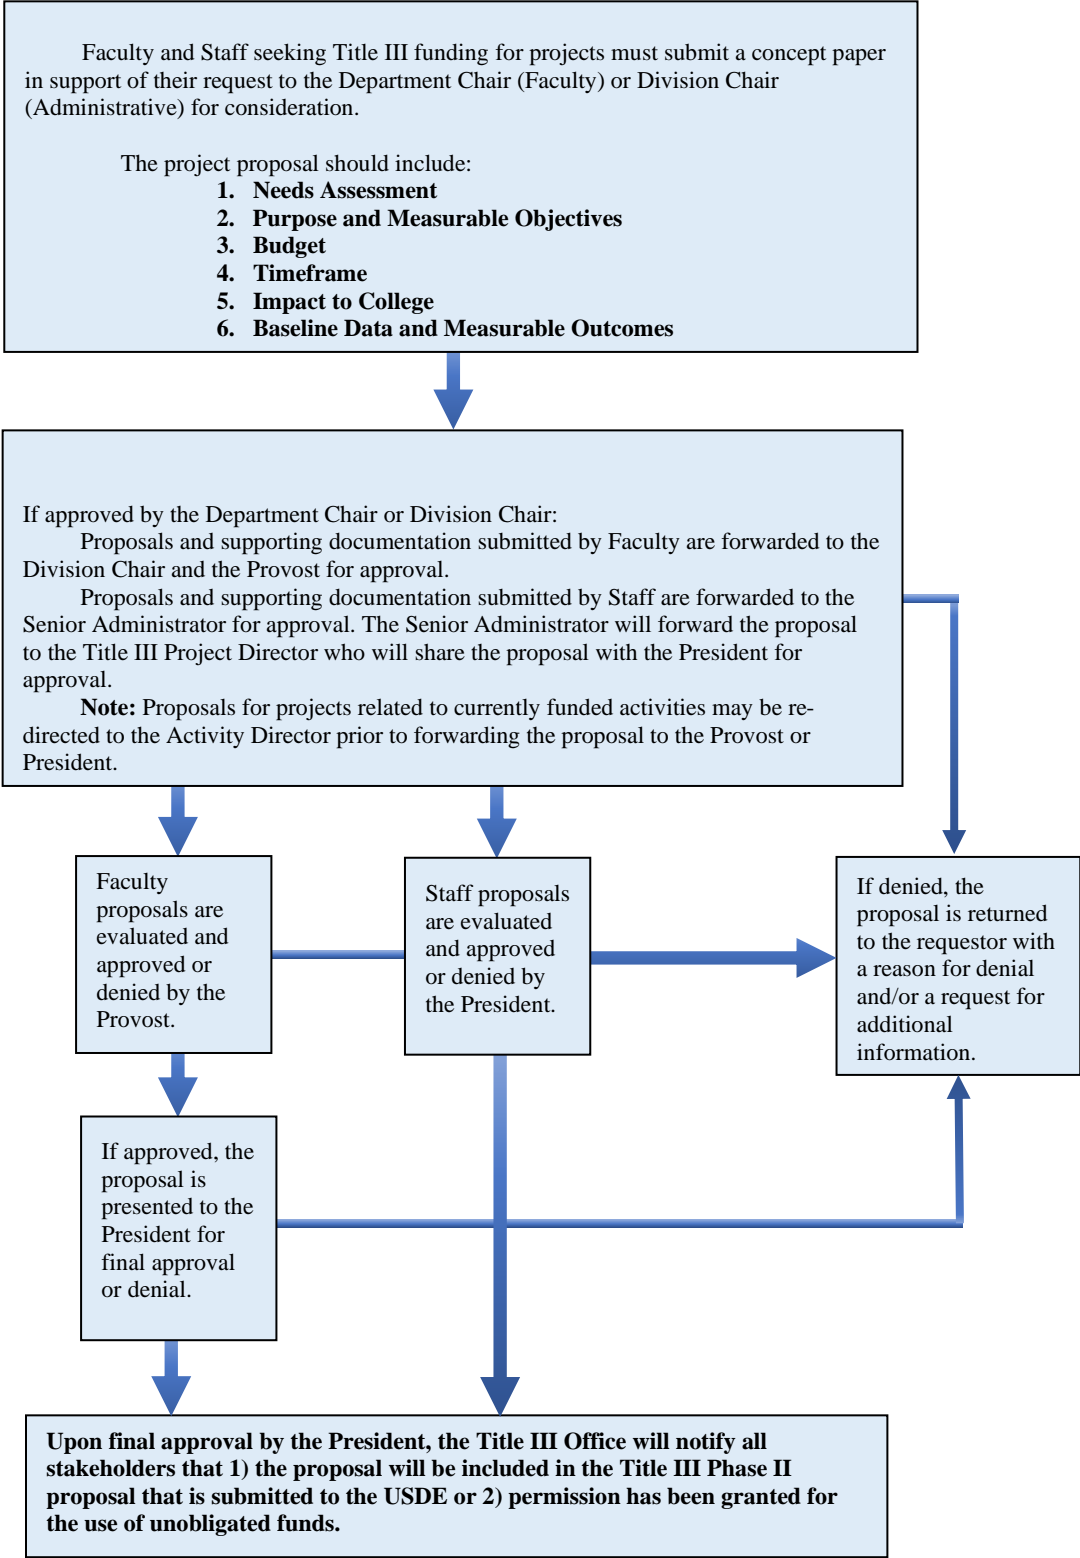 Faculty and Staff seeking Title III funding for projects must submit a concept paper
in support of their request to the Department Chair (Faculty) or Division Chair
(Administrative) for consideration.
The project proposal should include:
1. Needs Assessment
2. Purpose and Measurable Objectives
3. Budget
4. Timeframe
5. Impact to College
6. Baseline Data and Measurable Outcomes
If approved by the Department Chair or Division Chair:
Proposals and supporting documentation submitted by Faculty are forwarded to the
Division Chair and the Provost for approval.
Proposals and supporting documentation submitted by Staff are forwarded to the
Senior Administrator for approval. The Senior Administrator will forward the proposal
to the Title III Project Director who will share the proposal with the President for
approval.
Note: Proposals for projects related to currently funded activities may be re-
directed to the Activity Director prior to forwarding the proposal to the Provost or
President.
Faculty
proposals are
evaluated and
approved or
denied by the
Provost.
Staff proposals
are evaluated
and approved
or denied by
the President.
If denied, the
proposal is returned
to the requestor with
a reason for denial
and/or a request for
additional
information.
If approved, the
proposal is
presented to the
President for
final approval
or denial.
Upon final approval by the President, the Title III Office will notify all
stakeholders that 1) the proposal will be included in the Title III Phase II
proposal that is submitted to the USDE or 2) permission has been granted for
the use of unobligated funds.